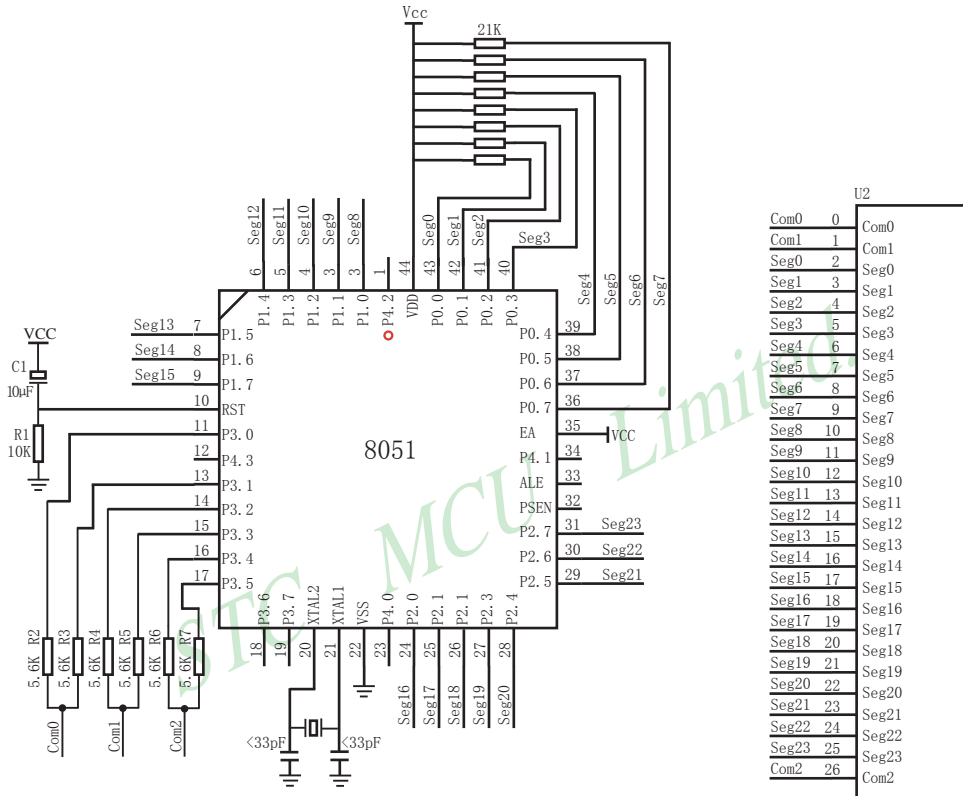 Vcc
21K
Seg12
Seg11
Seg10
Seg9
Seg8
Seg0
Seg1
Seg2
Seg3
Seg4
Seg5
Seg6
Seg7
6
5
4
3
3
1
44
43
42
41
40
P1.4
P1.3
P1.2
P1.1
P1.0
P4.2
VDD
P0.0
P0.1
P0.2
P0.3
VCC
C1
10μF
R1
10K
Seg13 7 P1.5
Seg14 8 P1.6
Seg15 9 P1.7
10 RST
11 P3.0
12 P4.3
13 P3.1
14 P3.2
15 P3.3
16 P3.4
17 P3.5
8051
P0.4 39
P0.5 38
P0.6 37
P0.7 36
EA 35 VCC
P4.1 34
ALE 33
PSEN 32
P2.7 31 Seg23
P2.6 30 Seg22
P2.5 29 Seg21
P3.6
P3.7
XTAL2
XTAL1
VSS
P4.0
P2.0
P2.1
P2.1
P2.3
P2.4
18
19
20
21
22
23
24
25
26
27
28
Seg16
Seg17
Seg18
Seg19
Seg20
5.6K R2
5.6K R3
5.6K R4
5.6K R5
5.6K R6
5.6K R7
Com0
Com1
Com2
<33pF
<33pF
STC MCU Limited.
U2
Com0 0 Com0
Com1 1 Com1
Seg0 2 Seg0
Seg1 3 Seg1
Seg2 4 Seg2
Seg3 5 Seg3
Seg4 6 Seg4
Seg5 7 Seg5
Seg6 8 Seg6
Seg7 9 Seg7
Seg8 10 Seg8
Seg9 11 Seg9
Seg10 12 Seg10
Seg11 13 Seg11
Seg12 14 Seg12
Seg13 15 Seg13
Seg14 16 Seg14
Seg15 17 Seg15
Seg16 18 Seg16
Seg17 19 Seg17
Seg18 20 Seg18
Seg19 21 Seg19
Seg20 22 Seg20
Seg21 23 Seg21
Seg22 24 Seg22
Seg23 25 Seg23
Com2 26 Com2